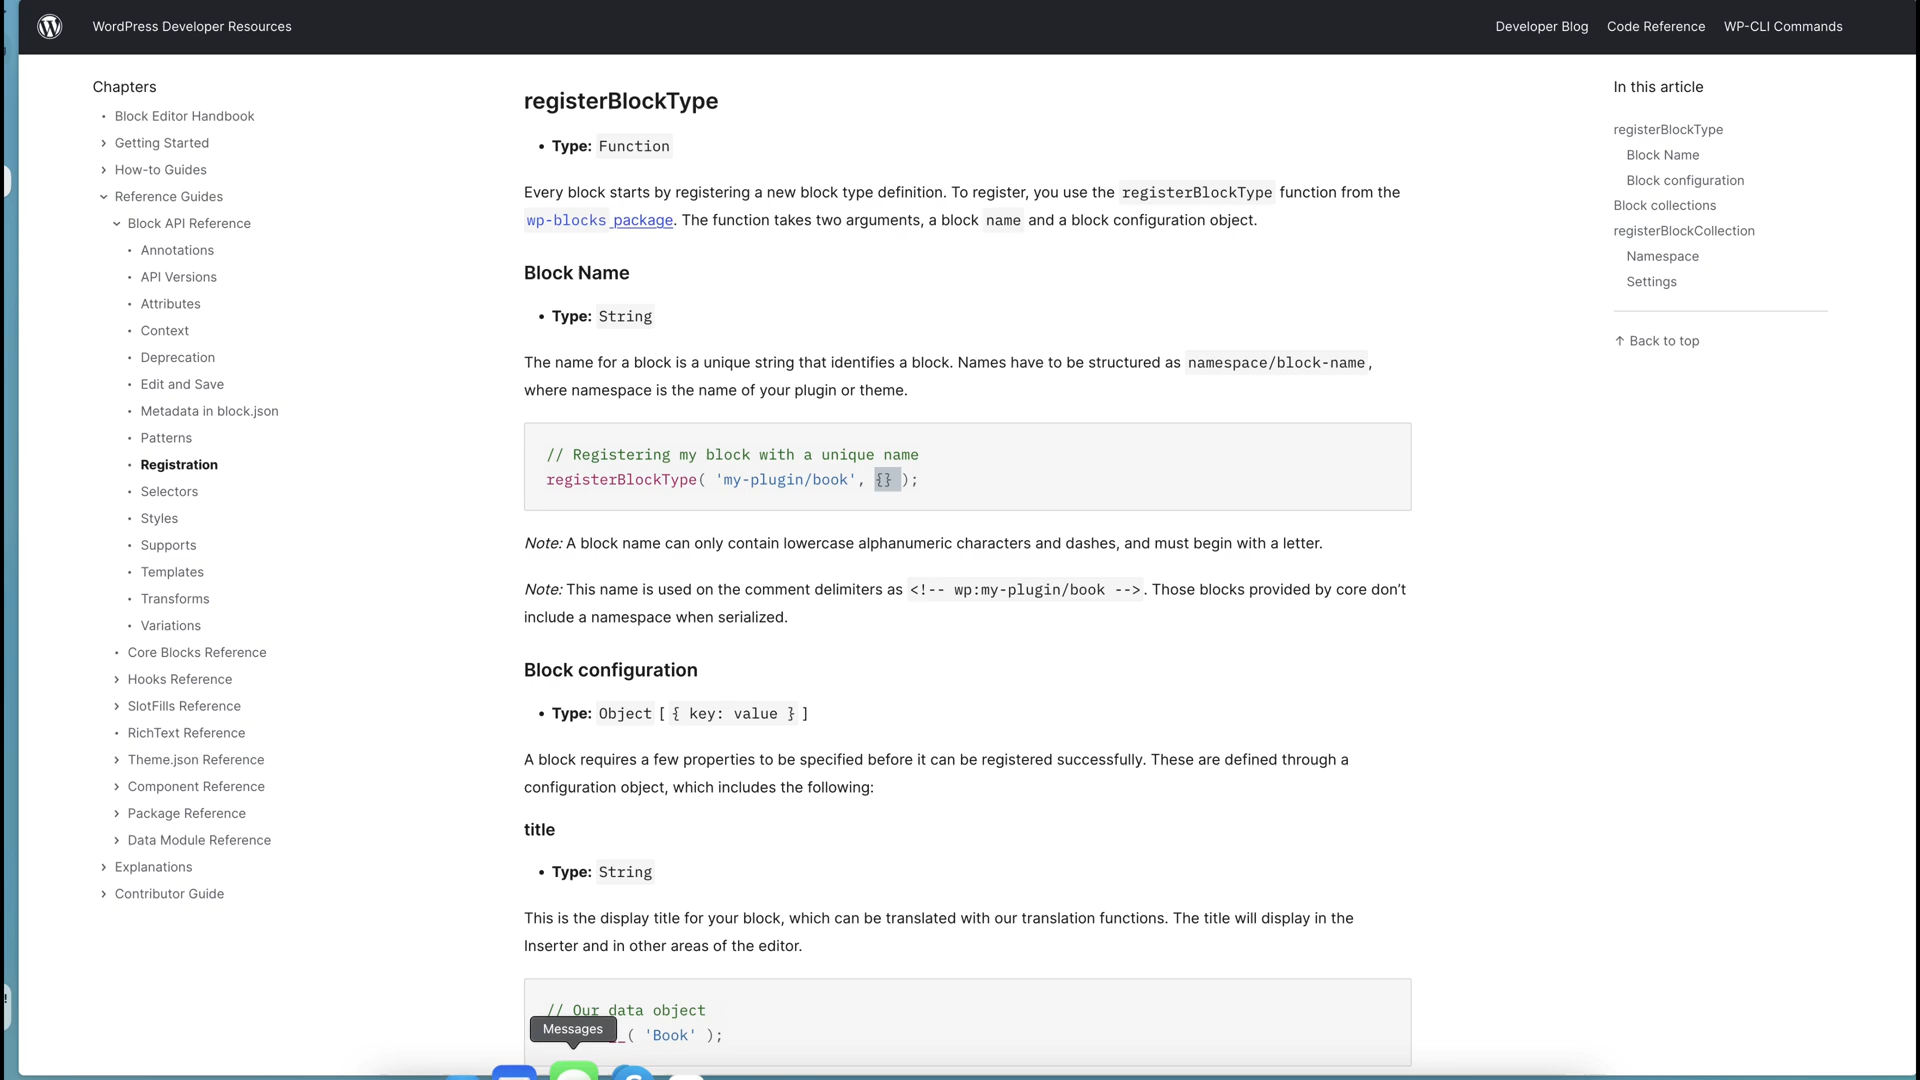 WordPress Developer Resources
Developer Blog
Code Reference
WP-CLI Commands
Chapters
Block Editor Handbook
Getting Started
How-to Guides
Reference Guides
Block API Reference
Annotations
API Versions
Attributes
Context
Deprecation
Edit and Save
Metadata in block.json
Patterns
Registration
Selectors
Styles
Supports
Templates
Transforms
Variations
Core Blocks Reference
Hooks Reference
SlotFills Reference
RichText Reference
Theme.json Reference
Component Reference
Package Reference
Data Module Reference
Explanations
Contributor Guide
registerBlockType
• Type: Function
Every block starts by registering a new block type definition. To register, you use the registerBlockType function from the
wp-blocks package. The function takes two arguments, a block name and a block configuration object.
Block Name
• Type: String
The name for a block is a unique string that identifies a block. Names have to be structured as namespace/block-name,
where namespace is the name of your plugin or theme.
// Registering my block with a unique name
registerBlockType( 'my-plugin/book', {} );
Note: A block name can only contain lowercase alphanumeric characters and dashes, and must begin with a letter.
Note: This name is used on the comment delimiters as <!-- wp:my-plugin/book -->. Those blocks provided by core don’t
include a namespace when serialized.
Block configuration
• Type: Object [ { key: value } ]
A block requires a few properties to be specified before it can be registered successfully. These are defined through a
configuration object, which includes the following:
title
• Type: String
This is the display title for your block, which can be translated with our translation functions. The title will display in the
Inserter and in other areas of the editor.
// Our data object
( 'Book' );
Messages
In this article
registerBlockType
Block Name
Block configuration
Block collections
registerBlockCollection
Namespace
Settings
↑ Back to top